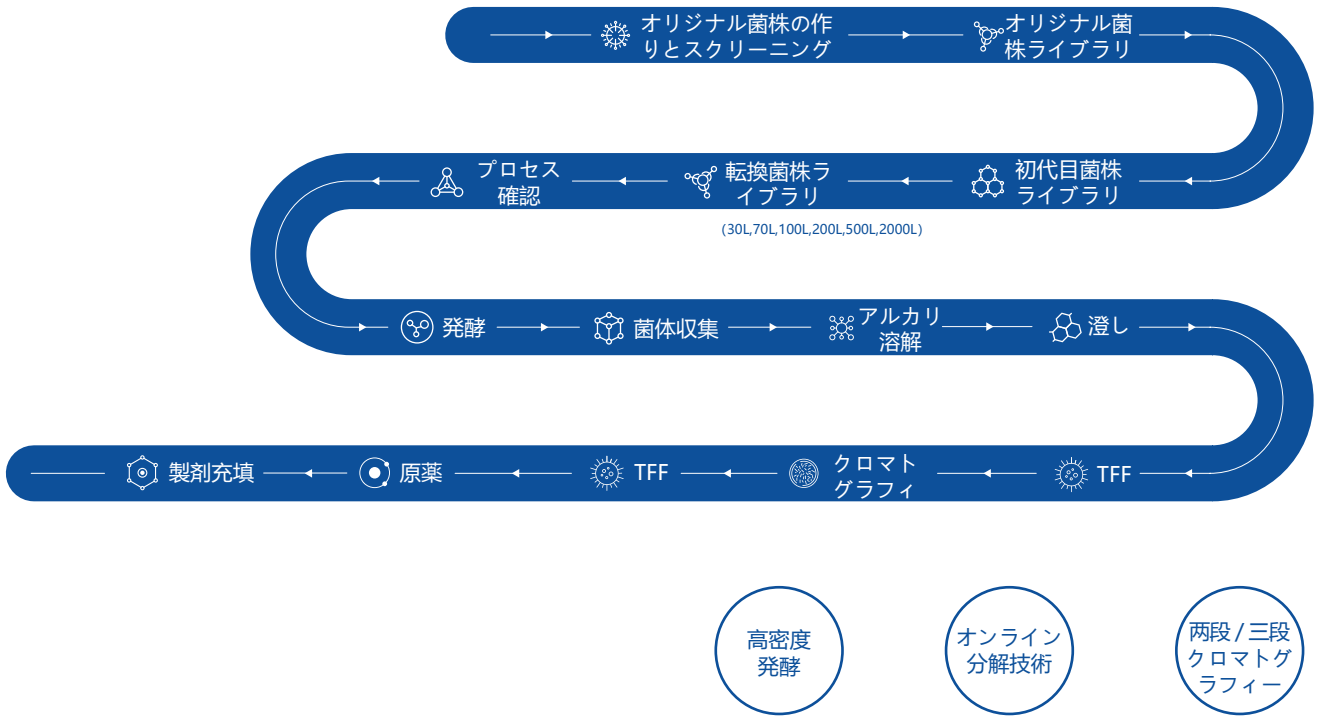 オリジナル菌株の作
りとスクリーニング
オリジナル菌
株ライブラリ
初代目菌株
ライブラリ
転換菌株ラ
イブラリ
プロセス
確認
（30L,70L,100L,200L,500L,2000L）
発酵
菌体収集
アルカリ
溶解
澄し
TFF
クロマト
グラフィ
TFF
原薬
製剤充填
高密度
発酵
オンライン
分解技術
两段 / 三段
クロマトグ
ラフィー